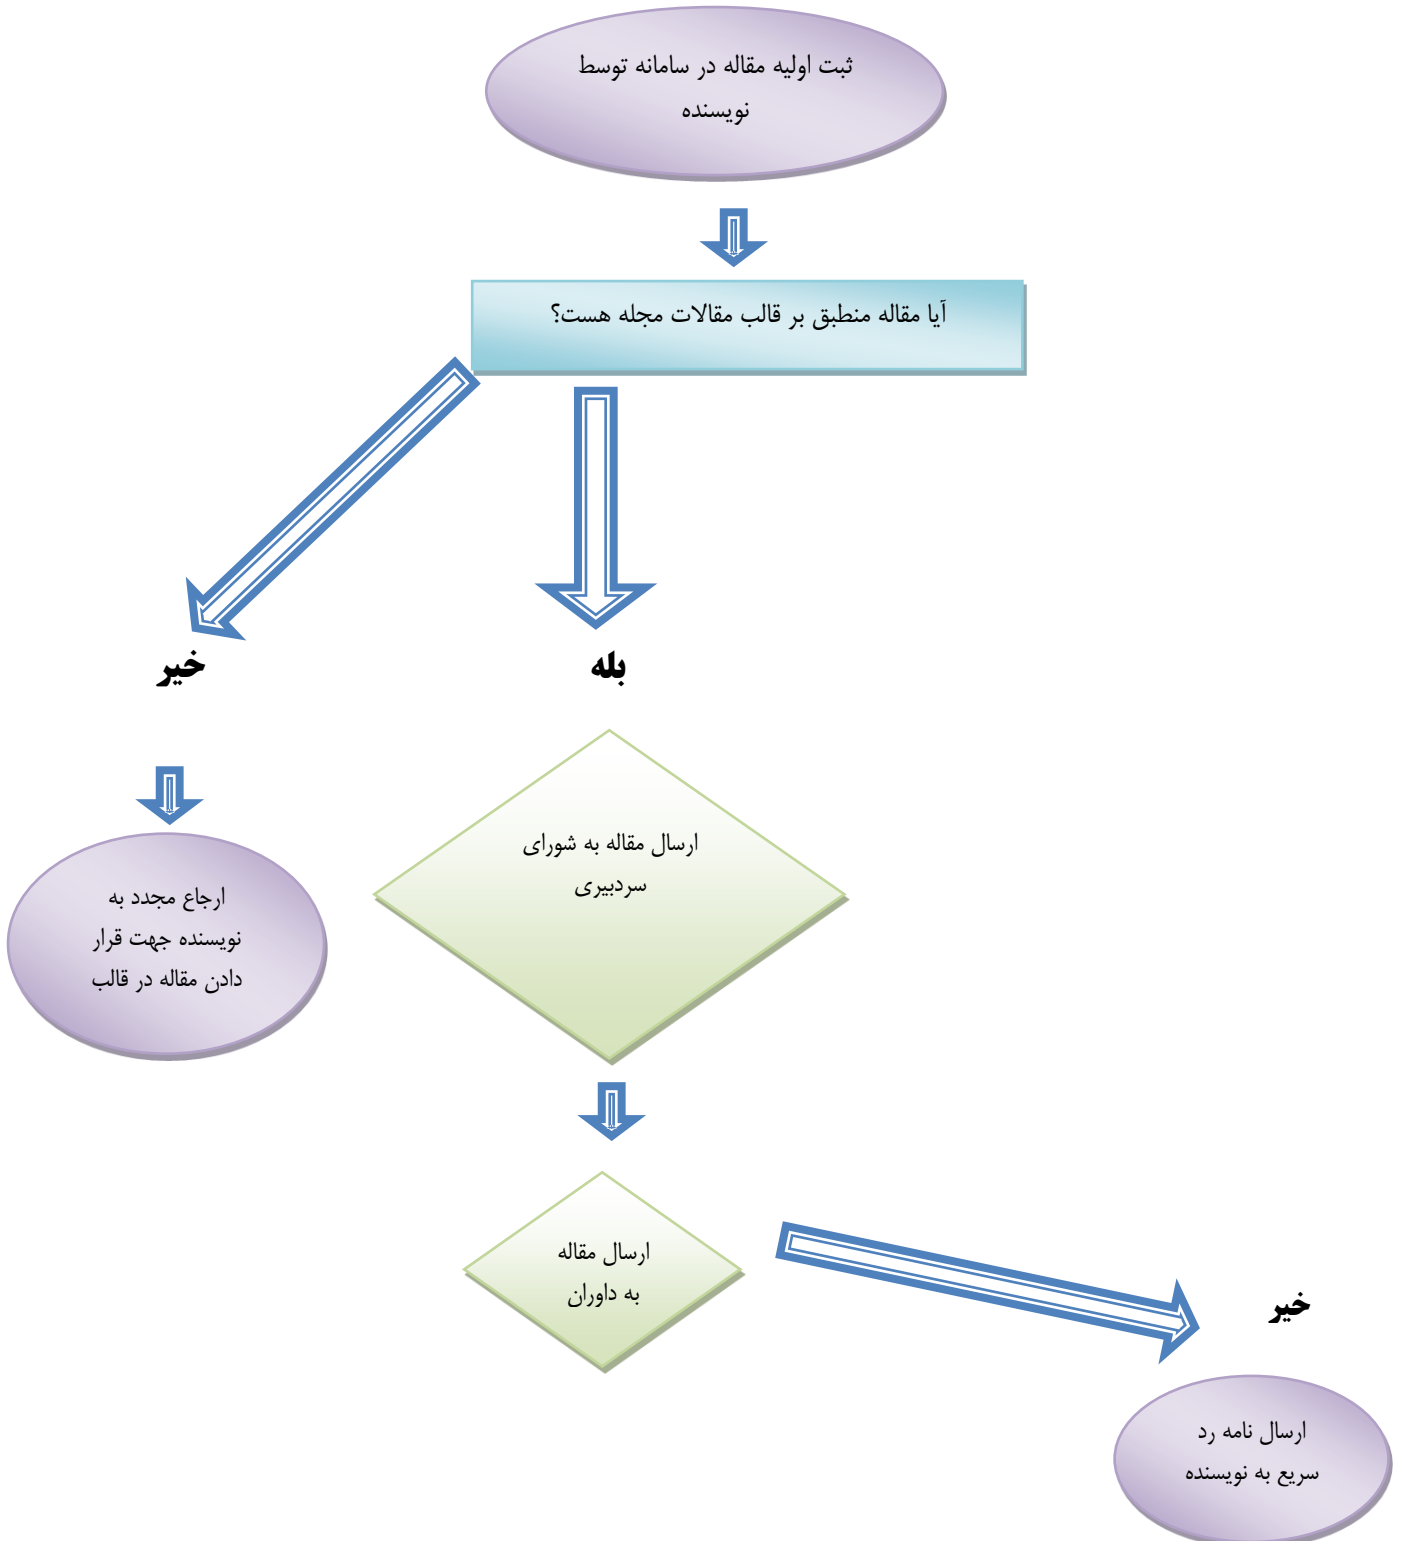 ثبت اولیه مقاله در سامانه توسط
نویسنده
آیا مقاله منطبق بر قالب مقالات مجله هست؟
بله
خیر
ارسال مقاله به شورای
سردبیری
ارجاع مجدد به
نویسنده جهت قرار
دادن مقاله در قالب
ارسال مقاله
به داوران
خیر
ارسال نامه رد
سریع به نویسنده